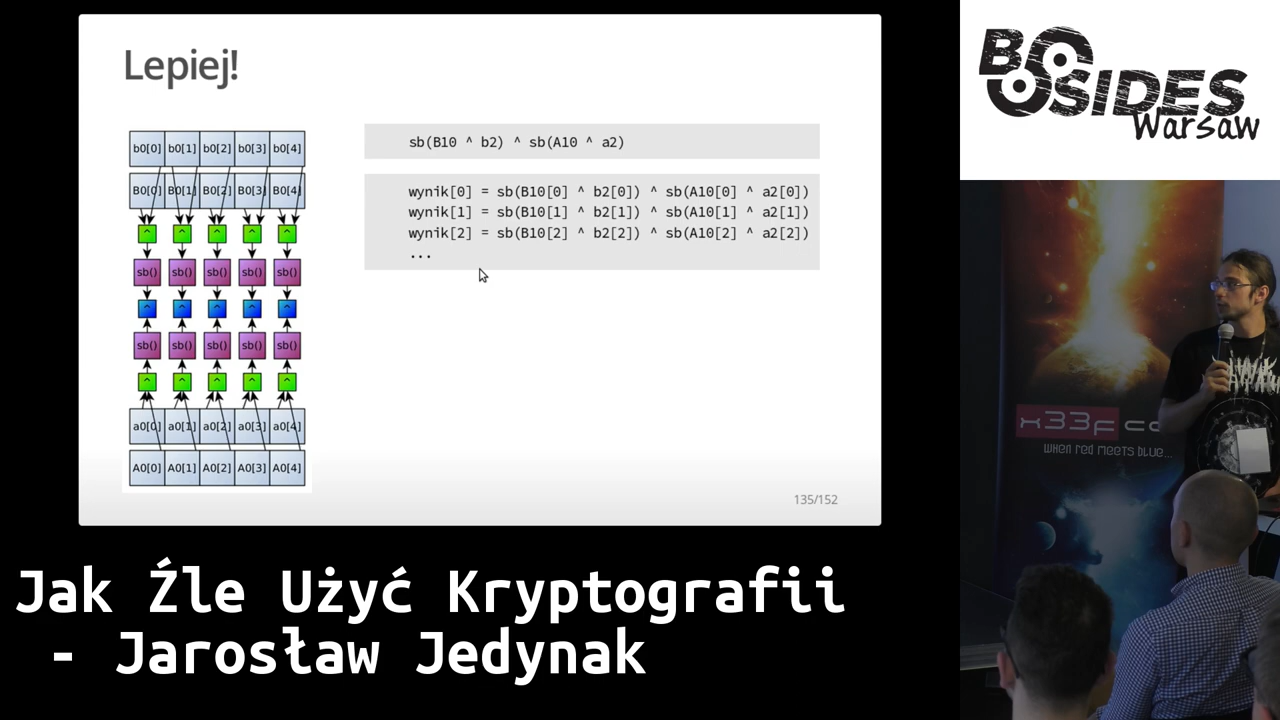 Lepiej!
b0[0] b0[1] b0[2] b0[3] b0[4]
B0[0] B0[1] B0[2] B0[3] B0[4]
^ ^ ^ ^ ^
sb() sb() sb() sb() sb()
^ ^ ^ ^ ^
sb() sb() sb() sb() sb()
^ ^ ^ ^ ^
a0[0] a0[1] a0[2] a0[3] a0[4]
A0[0] A0[1] A0[2] A0[3] A0[4]
sb(B10 ^ b2) ^ sb(A10 ^ a2)
wynik[0] = sb(B10[0] ^ b2[0]) ^ sb(A10[0] ^ a2[0])
wynik[1] = sb(B10[1] ^ b2[1]) ^ sb(A10[1] ^ a2[1])
wynik[2] = sb(B10[2] ^ b2[2]) ^ sb(A10[2] ^ a2[2])
...
135/152
BSIDES
Warsaw
x33fc
when red meets blue...
Jak Źle Użyć Kryptografii
- Jarosław Jedynak